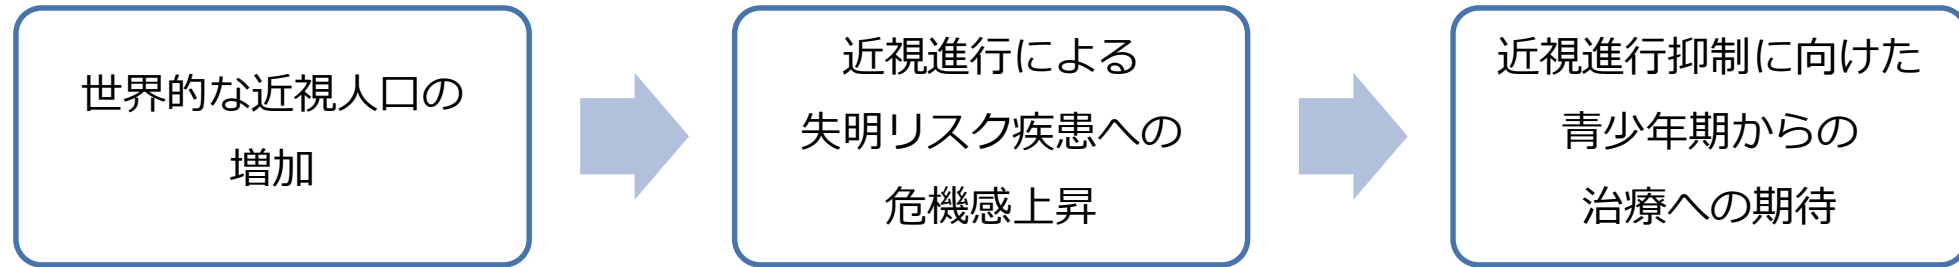 世界的な近視人口の
増加
近視進行による
失明リスク疾患への
危機感上昇
近視進行抑制に向けた
青少年期からの
治療への期待